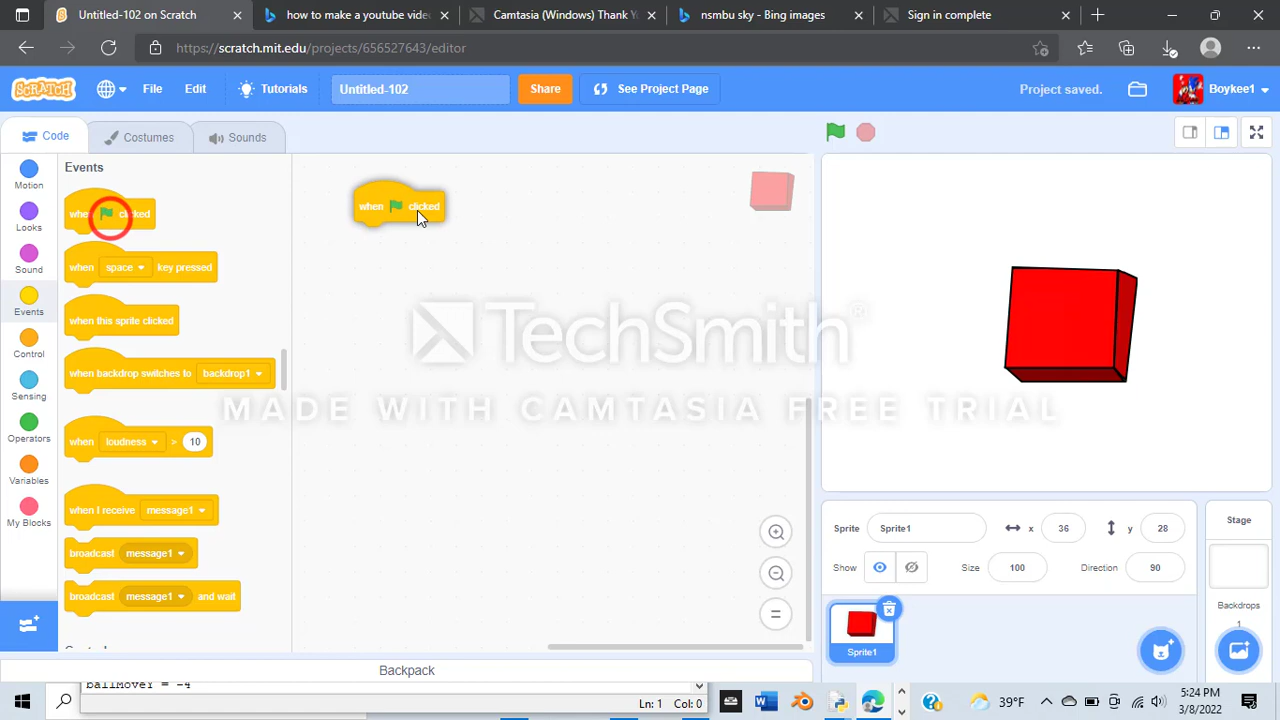 Untitled-102 on Scratch
how to make a youtube video
Camtasia (Windows) Thank Y
nsmbu sky - Bing images
Sign in complete
https://scratch.mit.edu/projects/656527643/editor
SCRATCH
File
Edit
Tutorials
Untitled-102
Share
See Project Page
Project saved.
Boykee1
Code
Costumes
Sounds
Motion
Looks
Sound
Events
Control
Sensing
Operators
Variables
My Blocks
Events
when clicked
when space key pressed
when this sprite clicked
when backdrop switches to backdrop1
when loudness > 10
when I receive message1
broadcast message1
broadcast message1 and wait
when clicked
TechSmith®
MADE WITH CAMTASIA FREE TRIAL
Sprite
Sprite1
x
36
y
28
Show
Size
100
Direction
90
Sprite1
Stage
Backdrops
1
Backpack
ballMoveY = -4
Ln: 1 Col: 0
39°F
5:24 PM
3/8/2022